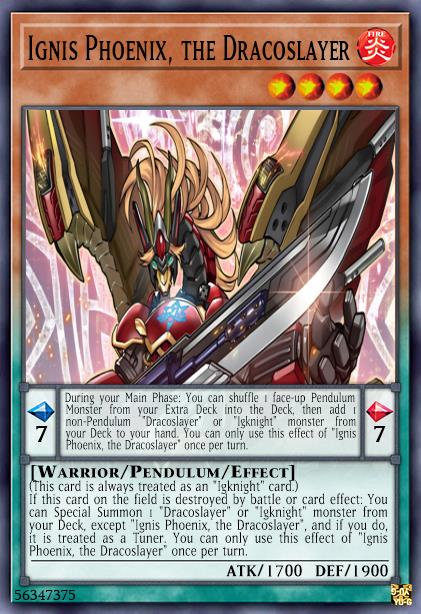 IGNIS PHOENIX, THE DRACOSLAYER
FIRE
炎
During your Main Phase: You can shuffle 1 face-up Pendulum
Monster from your Extra Deck into the Deck, then add 1
non-Pendulum "Dracoslayer" or "Igknight" monster from
your Deck to your hand. You can only use this effect of "Ignis
Phoenix, the Dracoslayer" once per turn.
7
7
[WARRIOR/PENDULUM/EFFECT]
(This card is always treated as an "Igknight" card.)
If this card on the field is destroyed by battle or card effect: You
can Special Summon 1 "Dracoslayer" or "Igknight" monster from
your Deck, except "Ignis Phoenix, the Dracoslayer", and if you do,
it is treated as a Tuner. You can only use this effect of "Ignis
Phoenix, the Dracoslayer" once per turn.
ATK/1700 DEF/1900
56347375